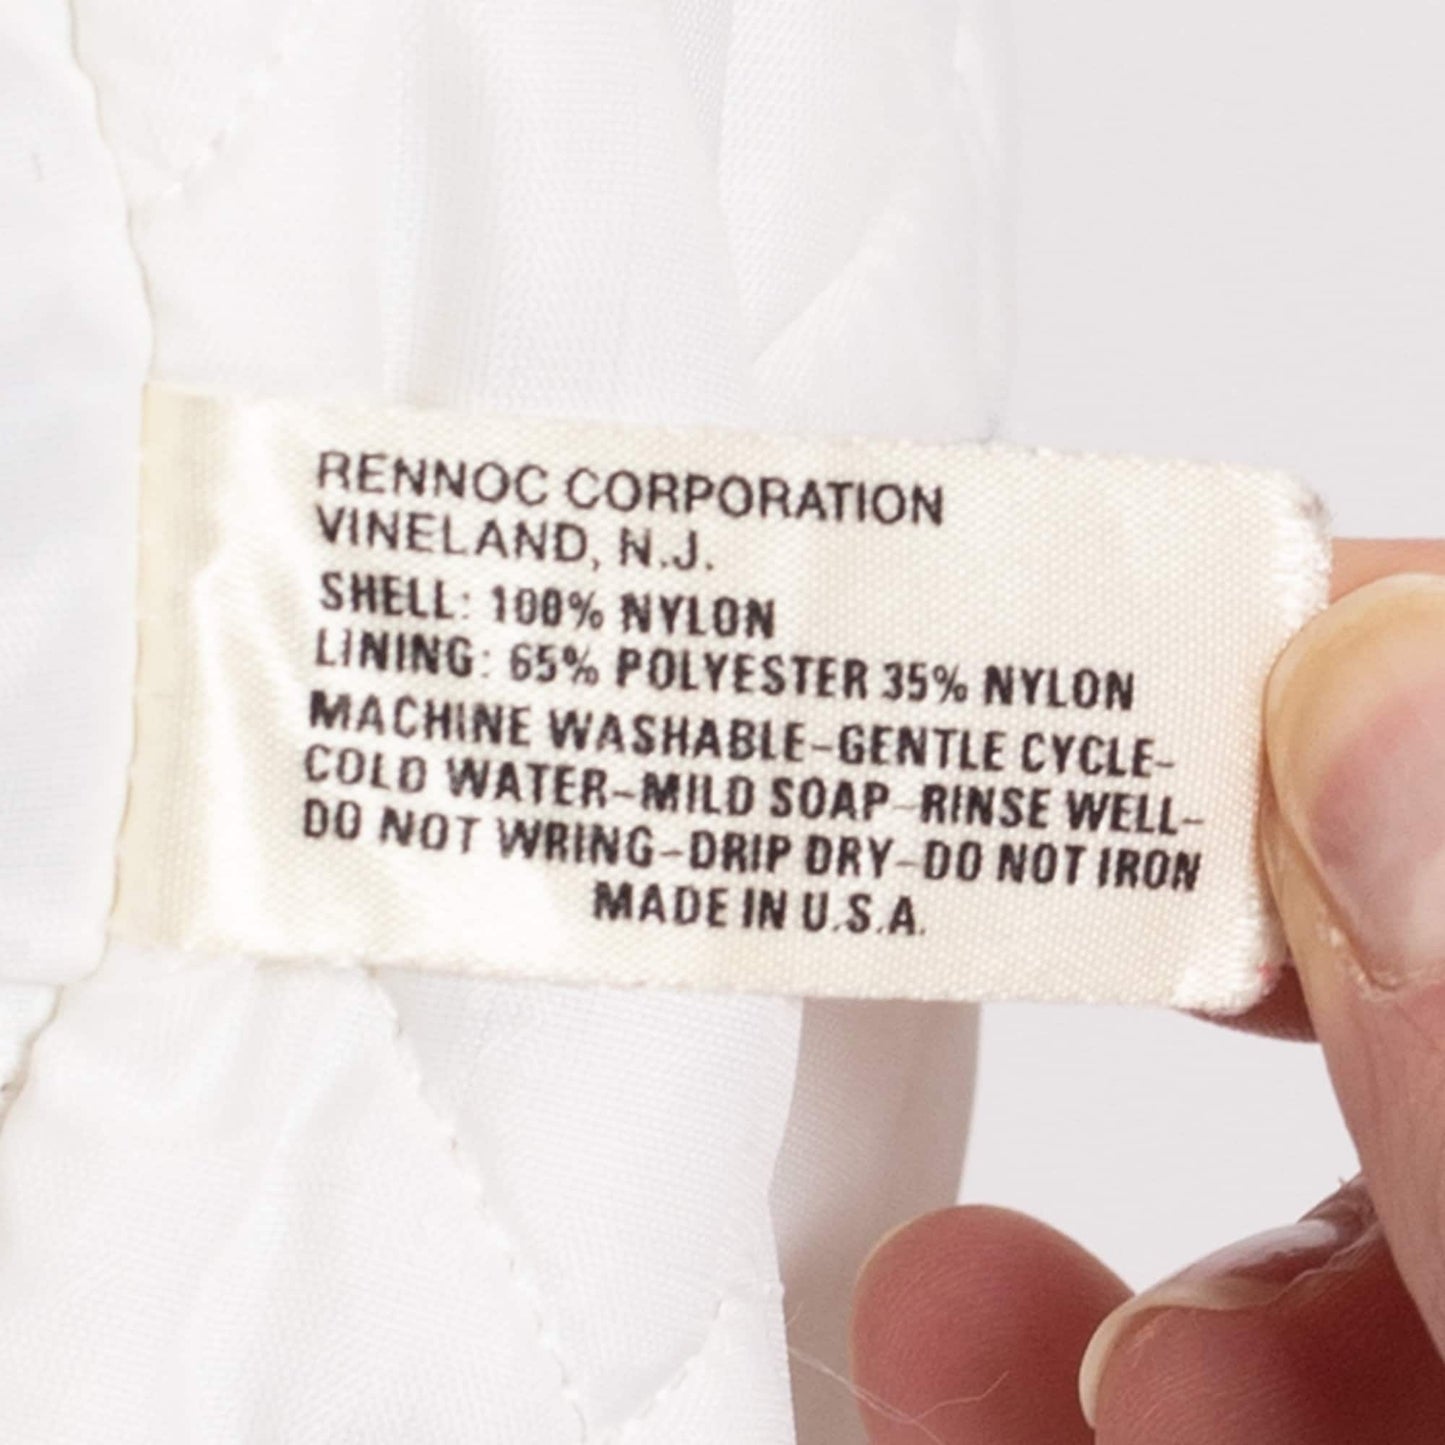 RENNOC CORPORATION
VINELAND, N.J.
SHELL: 100% NYLON
LINING: 65% POLYESTER 35% NYLON
MACHINE WASHABLE-GENTLE CYCLE-
COLD WATER-MILD SOAP-RINSE WELL-
DO NOT WRING-DRIP DRY-DO NOT IRON
MADE IN U.S.A.